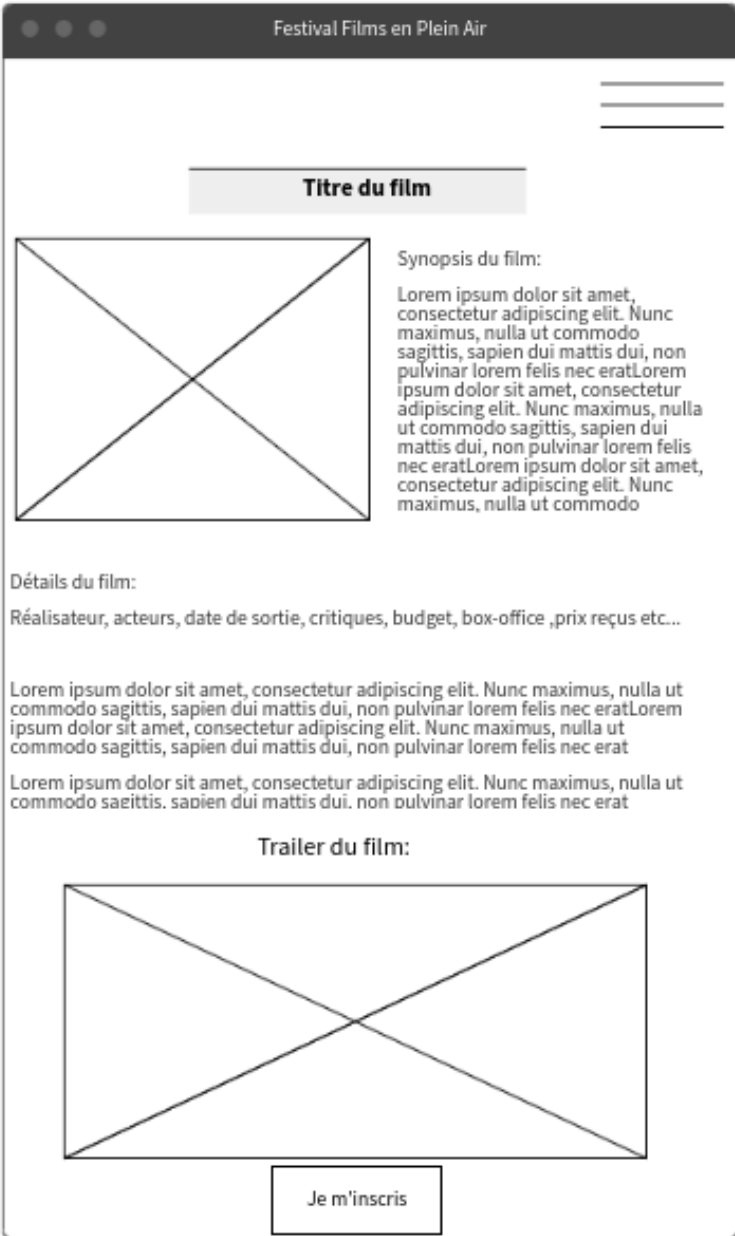 Festival Films en Plein Air
Titre du film
Synopsis du film:
Lorem ipsum dolor sit amet,
consectetur adipiscing elit. Nunc
maximus, nulla ut commodo
sagittis, sapien dui mattis dui, non
pulvinar lorem felis nec eratLorem
ipsum dolor sit amet, consectetur
adipiscing elit. Nunc maximus, nulla
ut commodo sagittis, sapien dui
mattis dui, non pulvinar lorem felis
nec eratLorem ipsum dolor sit amet,
consectetur adipiscing elit. Nunc
maximus, nulla ut commodo
Détails du film:
Réalisateur, acteurs, date de sortie, critiques, budget, box-office ,prix reçus etc...
Lorem ipsum dolor sit amet, consectetur adipiscing elit. Nunc maximus, nulla ut
commodo sagittis, sapien dui mattis dui, non pulvinar lorem felis nec eratLorem
ipsum dolor sit amet, consectetur adipiscing elit. Nunc maximus, nulla ut
commodo sagittis, sapien dui mattis dui, non pulvinar lorem felis nec erat
Lorem ipsum dolor sit amet, consectetur adipiscing elit. Nunc maximus, nulla ut
commodo sagittis, sapien dui mattis dui, non pulvinar lorem felis nec erat
Trailer du film:
Je m'inscris